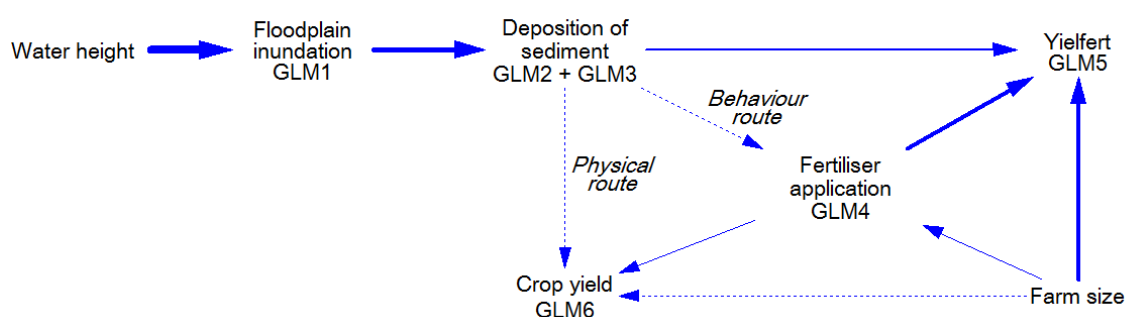 Water height
Floodplain
inundation
GLM1
Deposition of
sediment
GLM2 + GLM3
Yielfert
GLM5
Behaviour
route
Physical
route
Fertiliser
application
GLM4
Crop yield
GLM6
Farm size